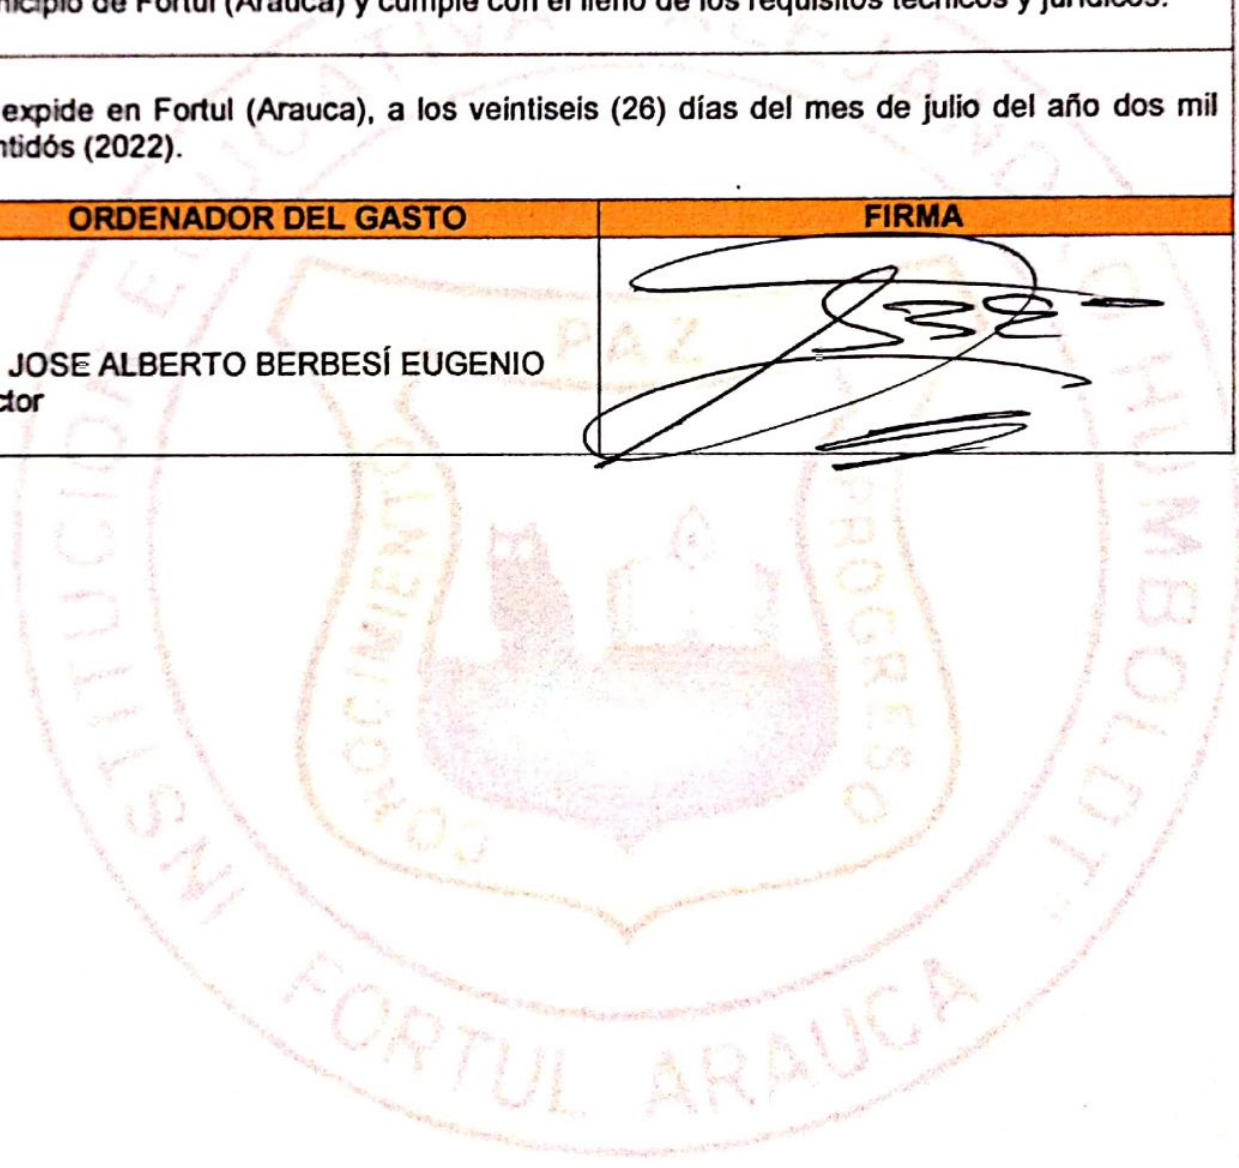 nicipio de Fortul (Arauca) y cumple con el lleno de los requisitos técnicos y jurídicos.
expide en Fortul (Arauca), a los veintiseis (26) días del mes de julio del año dos mil
ntidós (2022).
ORDENADOR DEL GASTO
FIRMA
JOSE ALBERTO BERBESÍ EUGENIO
ctor
PAZ
CONOCIMIENTO
PROGRESO
HUMBOLDT"
FORTUL ARAUCA